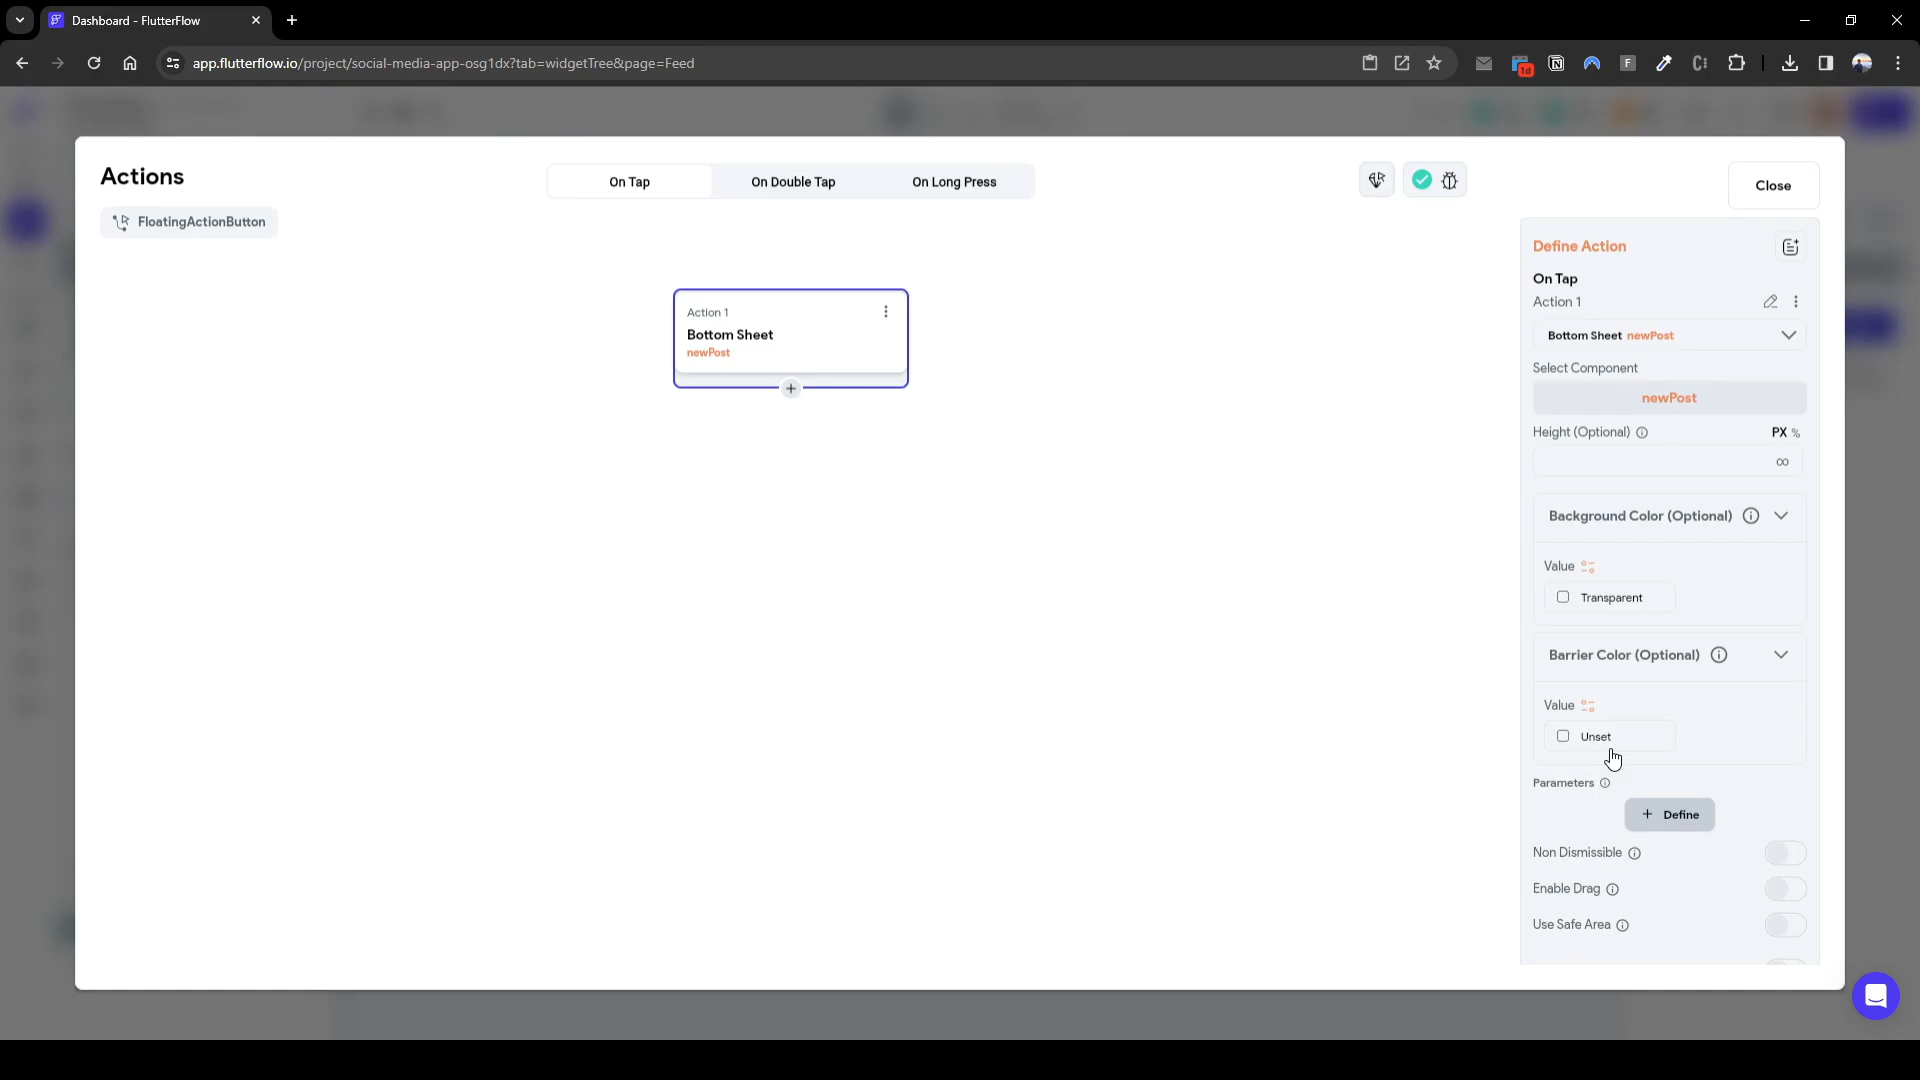 Dashboard - FlutterFlow
app.flutterflow.io/project/social-media-app-osg1dx?tab=widgetTree&page=Feed
1d
Actions
On Tap
On Double Tap
On Long Press
Close
FloatingActionButton
Define Action
On Tap
Action 1
Bottom Sheet newPost
Select Component
newPost
Height (Optional)
PX %
∞
Background Color (Optional)
Value
Transparent
Barrier Color (Optional)
Value
Unset
Parameters
+ Define
Non Dismissible
Enable Drag
Use Safe Area
Action 1
Bottom Sheet
newPost